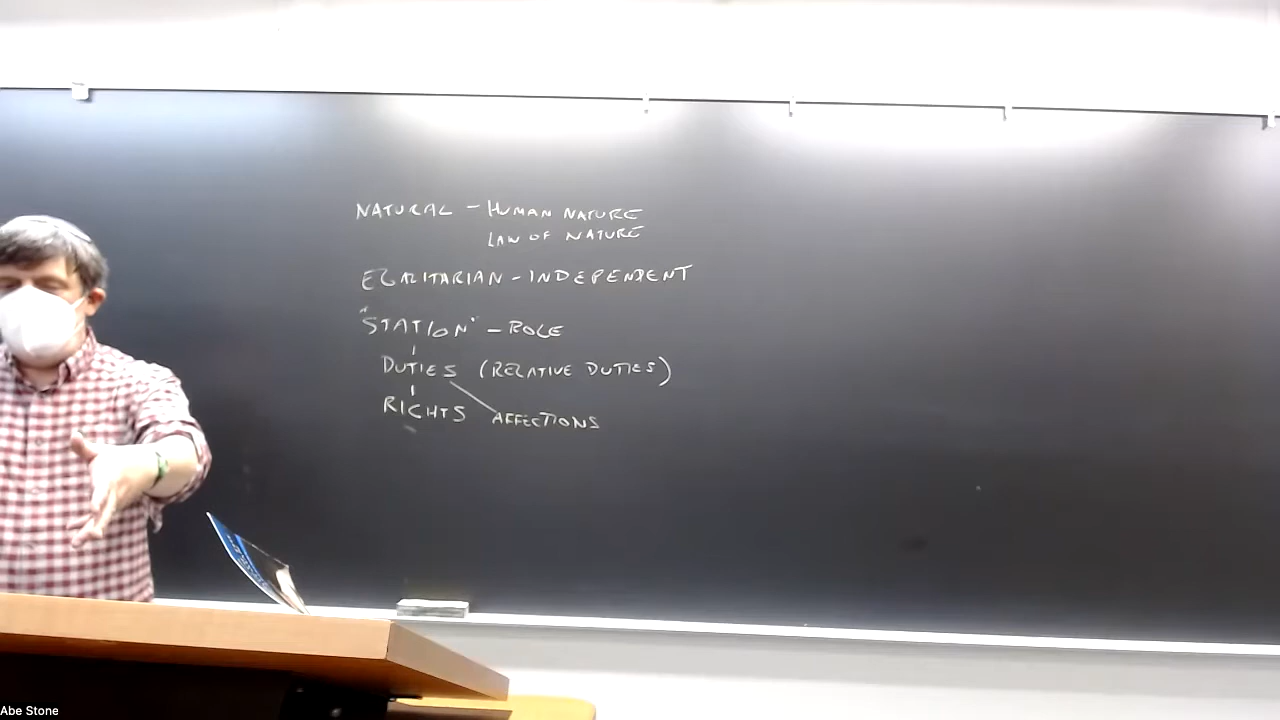 NATURAL - HUMAN NATURE
LAW OF NATURE
EGALITARIAN - INDEPENDENT
"STATION" - ROLE
DUTIES (RELATIVE DUTIES)
RIGHTS AFFECTIONS
Abe Stone